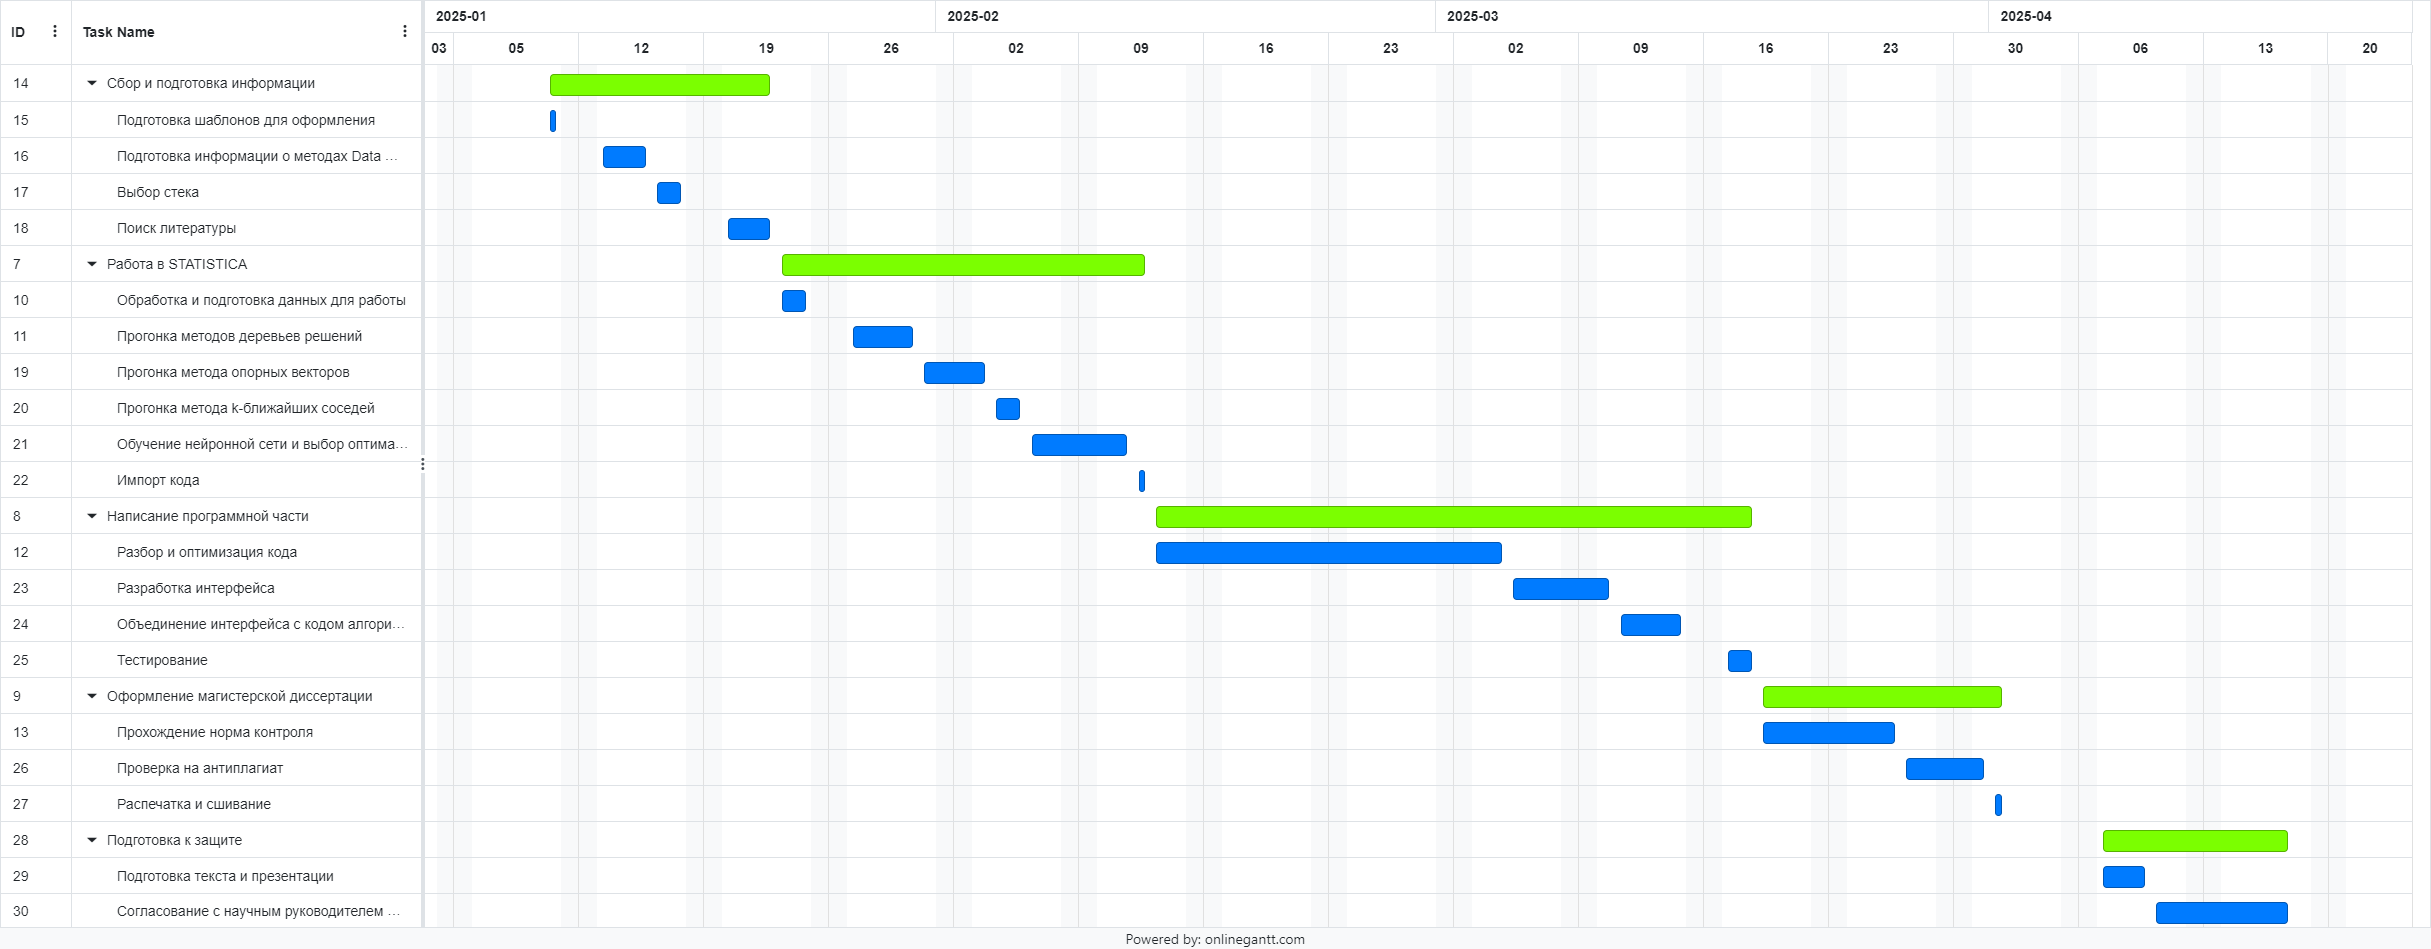 ID Task Name 2025-01 2025-02 2025-03 2025-04
03 05 12 19 26 02 09 16 23 02 09 16 23 30 06 13 20
14 Сбор и подготовка информации
15 Подготовка шаблонов для оформления
16 Подготовка информации о методах Data ...
17 Выбор стека
18 Поиск литературы
7 Работа в STATISTICA
10 Обработка и подготовка данных для работы
11 Прогонка методов деревьев решений
19 Прогонка метода опорных векторов
20 Прогонка метода k-ближайших соседей
21 Обучение нейронной сети и выбор оптима...
22 Импорт кода
8 Написание программной части
12 Разбор и оптимизация кода
23 Разработка интерфейса
24 Объединение интерфейса с кодом алгори...
25 Тестирование
9 Оформление магистерской диссертации
13 Прохождение норма контроля
26 Проверка на антиплагиат
27 Распечатка и сшивание
28 Подготовка к защите
29 Подготовка текста и презентации
30 Согласование с научным руководителем ...
Powered by: onlinegantt.com